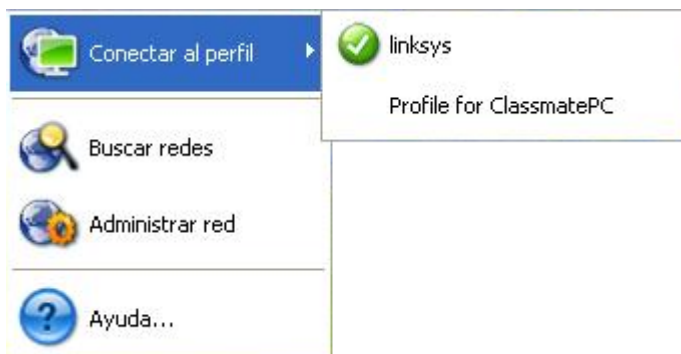 Conectar al perfil
linksys
Profile for ClassmatePC
Buscar redes
Administrar red
Ayuda...